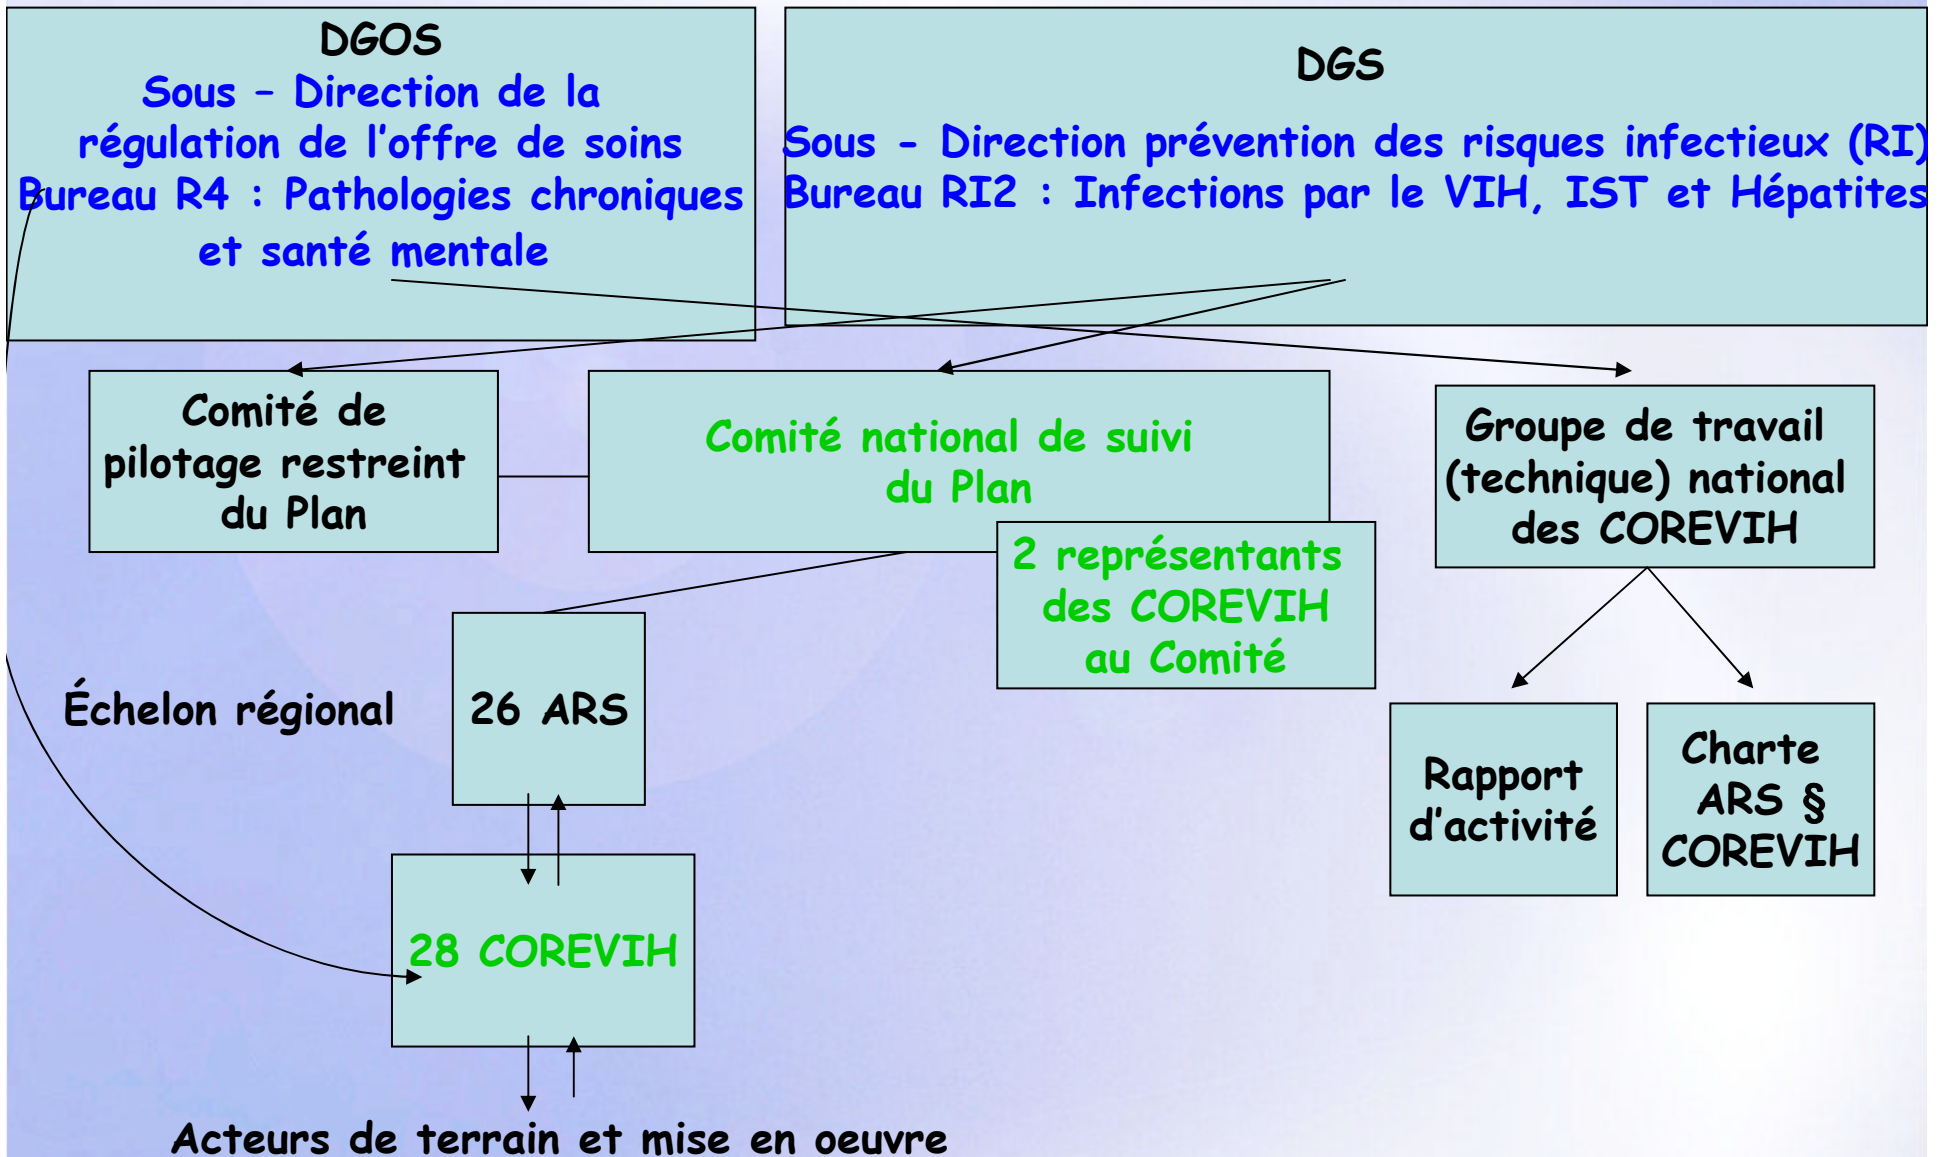 DGOS
Sous – Direction de la
régulation de l'offre de soins
Bureau R4 : Pathologies chroniques
et santé mentale
DGS
Sous - Direction prévention des risques infectieux (RI)
Bureau RI2 : Infections par le VIH, IST et Hépatites
Comité de
pilotage restreint
du Plan
Comité national de suivi
du Plan
2 représentants
des COREVIH
au Comité
Groupe de travail
(technique) national
des COREVIH
Échelon régional
26 ARS
Rapport
d'activité
Charte
ARS §
COREVIH
28 COREVIH
Acteurs de terrain et mise en oeuvre